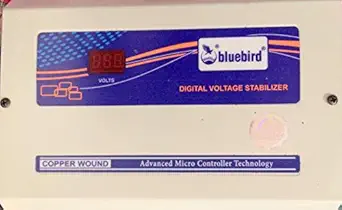 bluebird
VOLTS
DIGITAL VOLTAGE STABILIZER
COPPER WOUND
Advanced Micro Controller Technology